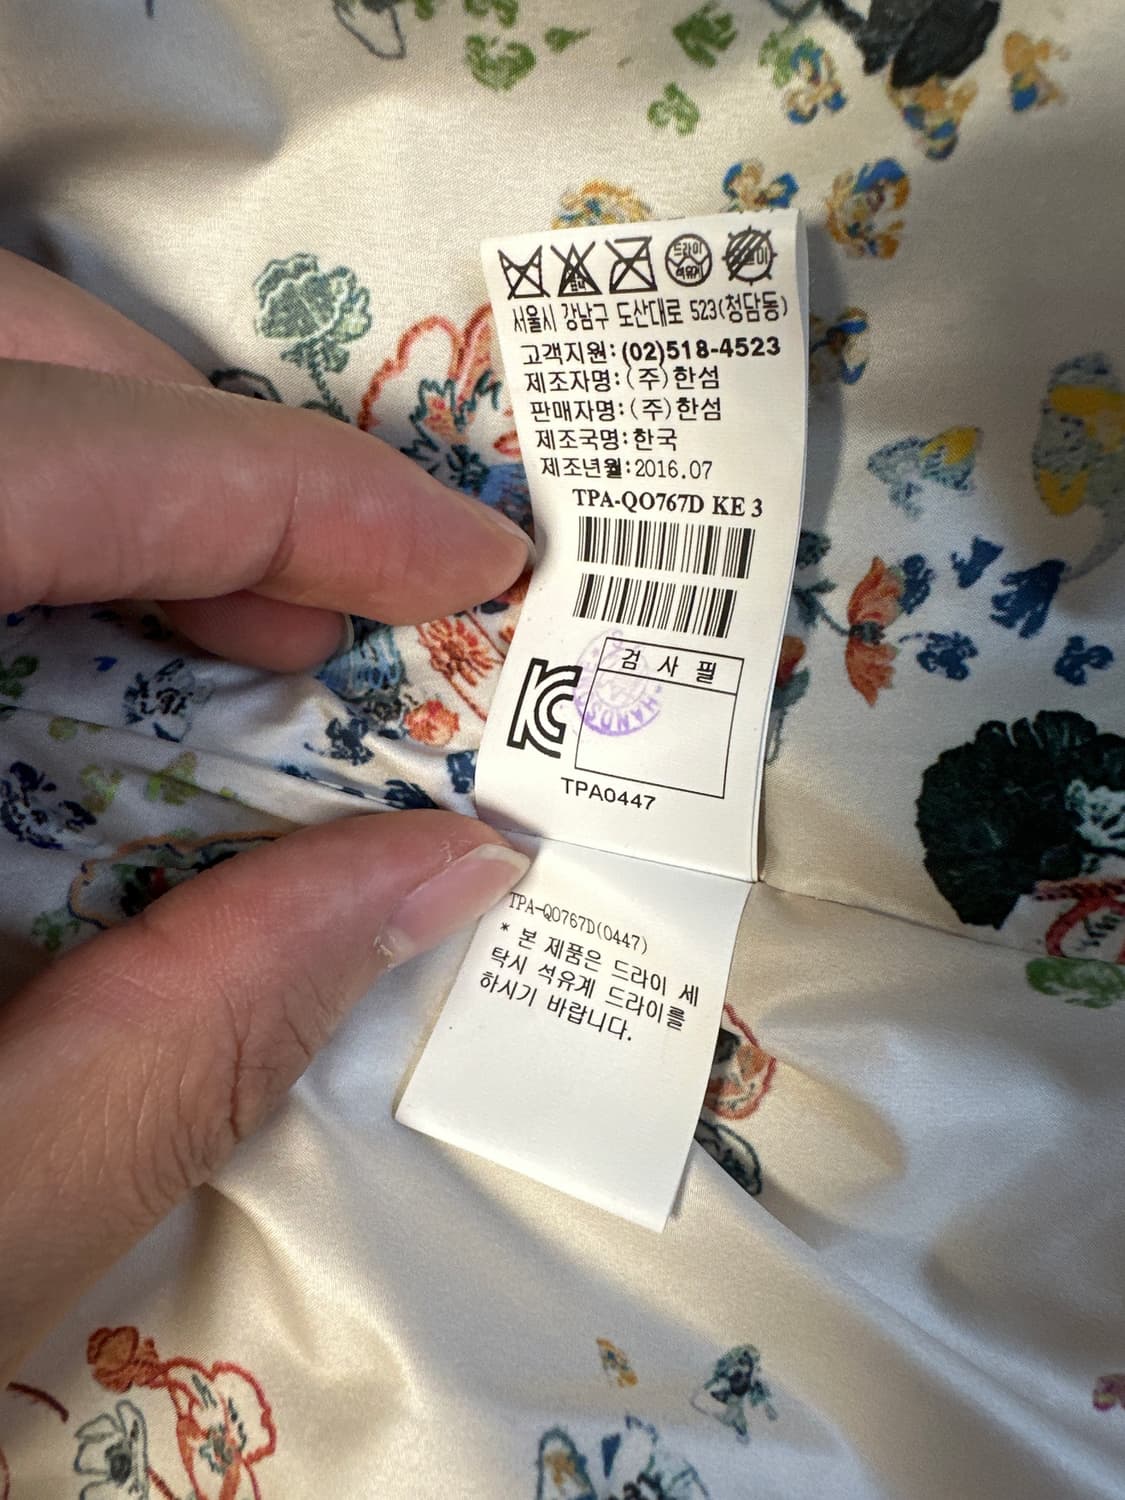 드라이
석유계
서울시 강남구 도산대로 523(청담동)
고객지원: (02)518-4523
제조자명: (주)한섬
판매자명: (주)한섬
제조국명: 한국
제조년월: 2016.07
TPA-QO767D KE 3
검 사 필
HANDS
KC
TPA0447
TPA-QO767D(0447)
* 본 제품은 드라이 세
탁시 석유계 드라이를
하시기 바랍니다.